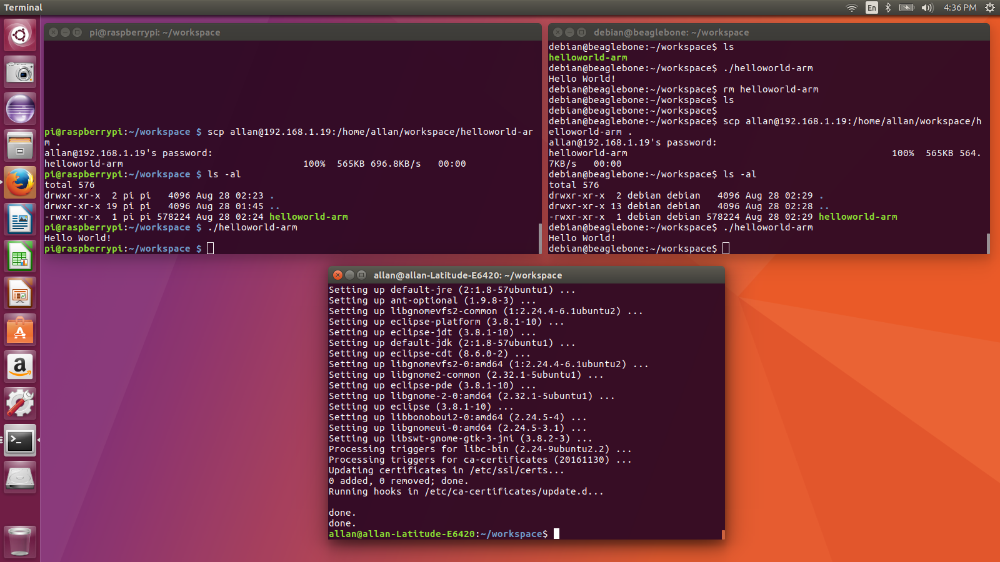 Terminal
En
4:36 PM
pi@raspberrypi: ~/workspace
pi@raspberrypi:~/workspace $ scp allan@192.168.1.19:/home/allan/workspace/helloworld-ar
m .
allan@192.168.1.19's password:
helloworld-arm 100% 565KB 696.8KB/s 00:00
pi@raspberrypi:~/workspace $ ls -al
total 576
drwxr-xr-x 2 pi pi 4096 Aug 28 02:23 .
drwxr-xr-x 19 pi pi 4096 Aug 28 01:45 ..
-rwxr-xr-x 1 pi pi 578224 Aug 28 02:24 helloworld-arm
pi@raspberrypi:~/workspace $ ./helloworld-arm
Hello World!
pi@raspberrypi:~/workspace $
debian@beaglebone: ~/workspace
debian@beaglebone:~/workspace$ ls
helloworld-arm
debian@beaglebone:~/workspace$ ./helloworld-arm
Hello World!
debian@beaglebone:~/workspace$ rm helloworld-arm
debian@beaglebone:~/workspace$ ls
debian@beaglebone:~/workspace$
debian@beaglebone:~/workspace$ scp allan@192.168.1.19:/home/allan/workspace/h
elloworld-arm .
allan@192.168.1.19's password:
helloworld-arm 100% 565KB 564.
7KB/s 00:00
debian@beaglebone:~/workspace$ ls -al
total 576
drwxr-xr-x 2 debian debian 4096 Aug 28 02:29 .
drwxr-xr-x 13 debian debian 4096 Aug 28 02:28 ..
-rwxr-xr-x 1 debian debian 578224 Aug 28 02:29 helloworld-arm
debian@beaglebone:~/workspace$ ./helloworld-arm
Hello World!
debian@beaglebone:~/workspace$
allan@allan-Latitude-E6420: ~/workspace
Setting up default-jre (2:1.8-57ubuntu1) ...
Setting up ant-optional (1.9.8-3) ...
Setting up libgnomevfs2-common (1:2.24.4-6.1ubuntu2) ...
Setting up eclipse-platform (3.8.1-10) ...
Setting up eclipse-jdt (3.8.1-10) ...
Setting up default-jdk (2:1.8-57ubuntu1) ...
Setting up eclipse-cdt (8.6.0-2) ...
Setting up libgnomevfs2-0:amd64 (1:2.24.4-6.1ubuntu2) ...
Setting up libgnome2-common (2.32.1-5ubuntu1) ...
Setting up eclipse-pde (3.8.1-10) ...
Setting up libgnome-2-0:amd64 (2.32.1-5ubuntu1) ...
Setting up eclipse (3.8.1-10) ...
Setting up libbonoboui2-0:amd64 (2.24.5-4) ...
Setting up libgnomeui-0:amd64 (2.24.5-3.1) ...
Setting up libswt-gnome-gtk-3-jni (3.8.2-3) ...
Processing triggers for libc-bin (2.24-9ubuntu2.2) ...
Processing triggers for ca-certificates (20161130) ...
Updating certificates in /etc/ssl/certs...
0 added, 0 removed; done.
Running hooks in /etc/ca-certificates/update.d...
done.
done.
allan@allan-Latitude-E6420:~/workspace$